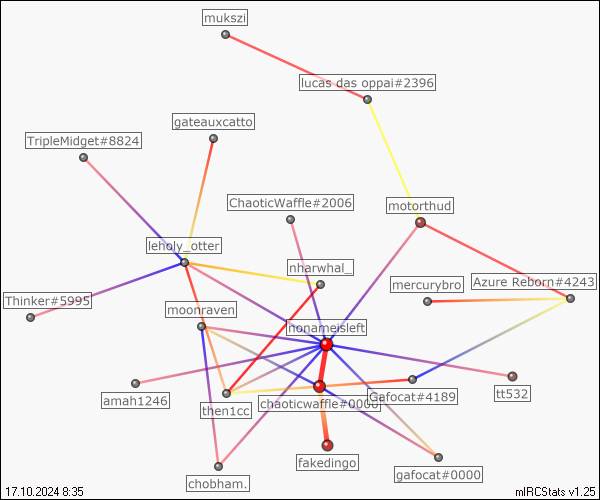 mukszi
lucas das oppai#2396
gateauxcatto
TripleMidget#8824
ChaoticWaffle#2006
motorthud
leholy_otter
nharwhal_
mercurybro
Azure Reborn#4243
Thinker#5995
moonraven
nonameisleft
amah1246
then1cc
chaoticwaffle#0000
Gafocat#4189
tt532
fakedingo
gafocat#0000
chobham.
17.10.2024 8:35
mIRCStats v1.25